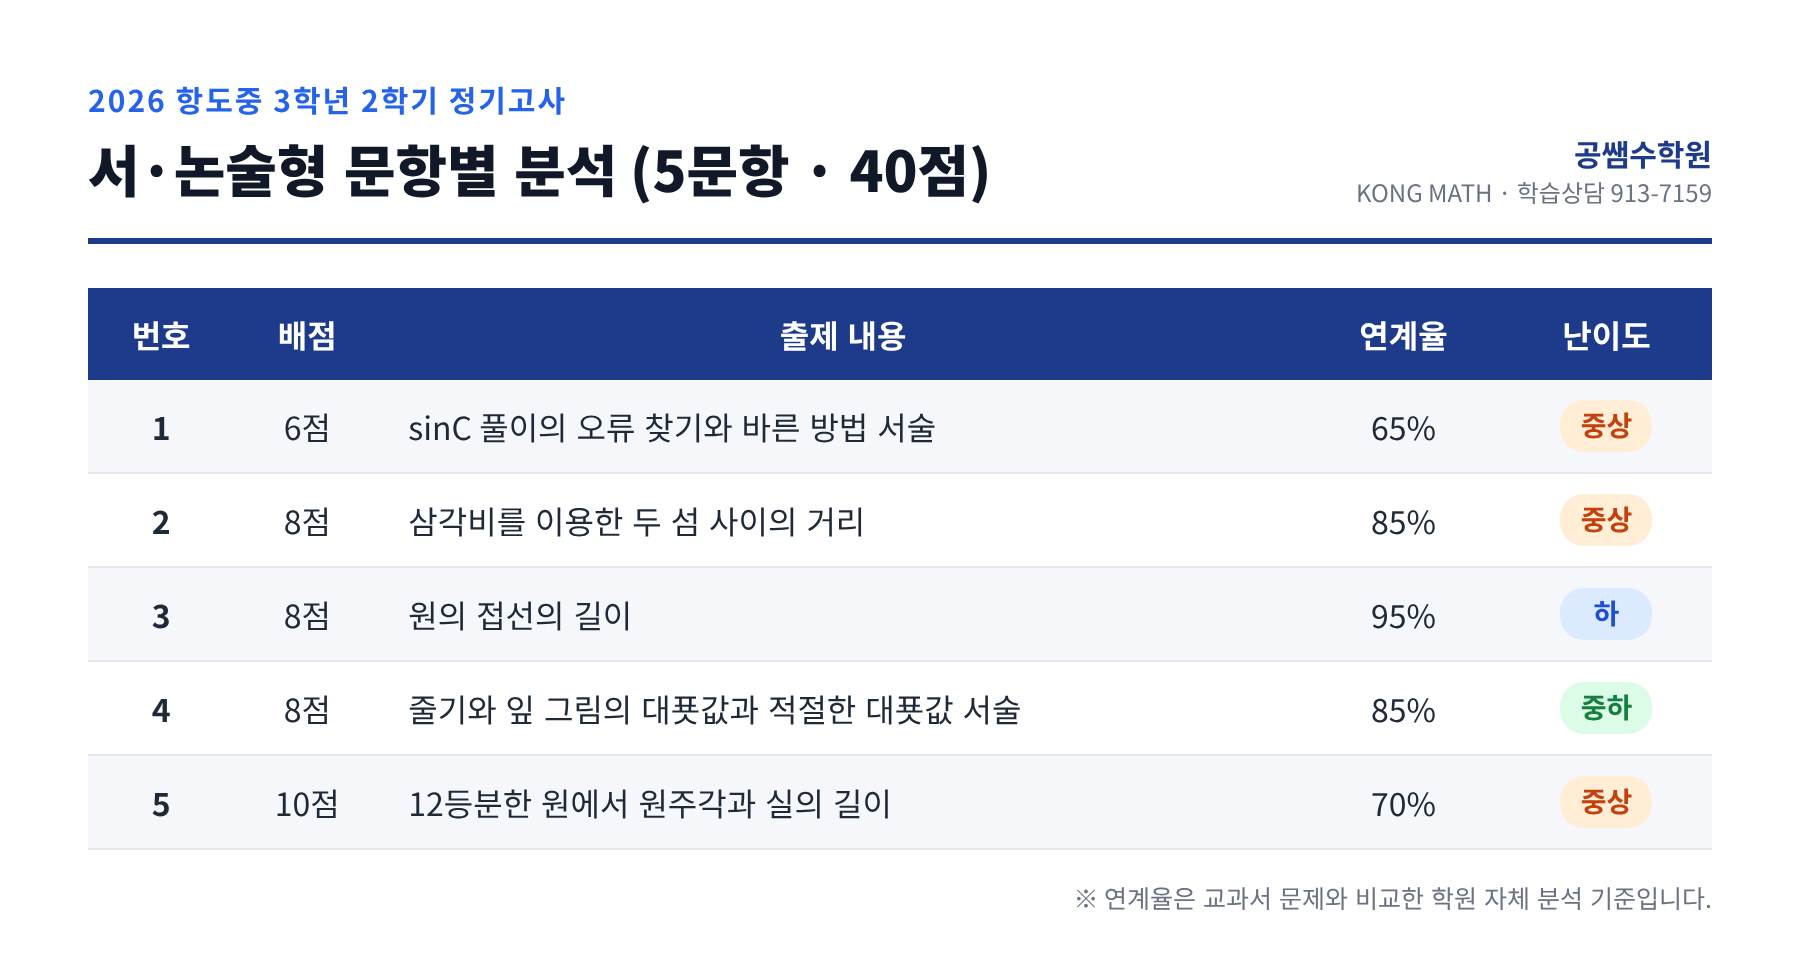 2026 항도중 3학년 2학기 정기고사
서·논술형 문항별 분석 (5문항 · 40점)
공쌤수학원
KONG MATH · 학습상담 913-7159
번호 배점 출제 내용 연계율 난이도
1 6점 sinC 풀이의 오류 찾기와 바른 방법 서술 65% 중상
2 8점 삼각비를 이용한 두 섬 사이의 거리 85% 중상
3 8점 원의 접선의 길이 95% 하
4 8점 줄기와 잎 그림의 대푯값과 적절한 대푯값 서술 85% 중하
5 10점 12등분한 원에서 원주각과 실의 길이 70% 중상
※ 연계율은 교과서 문제와 비교한 학원 자체 분석 기준입니다.